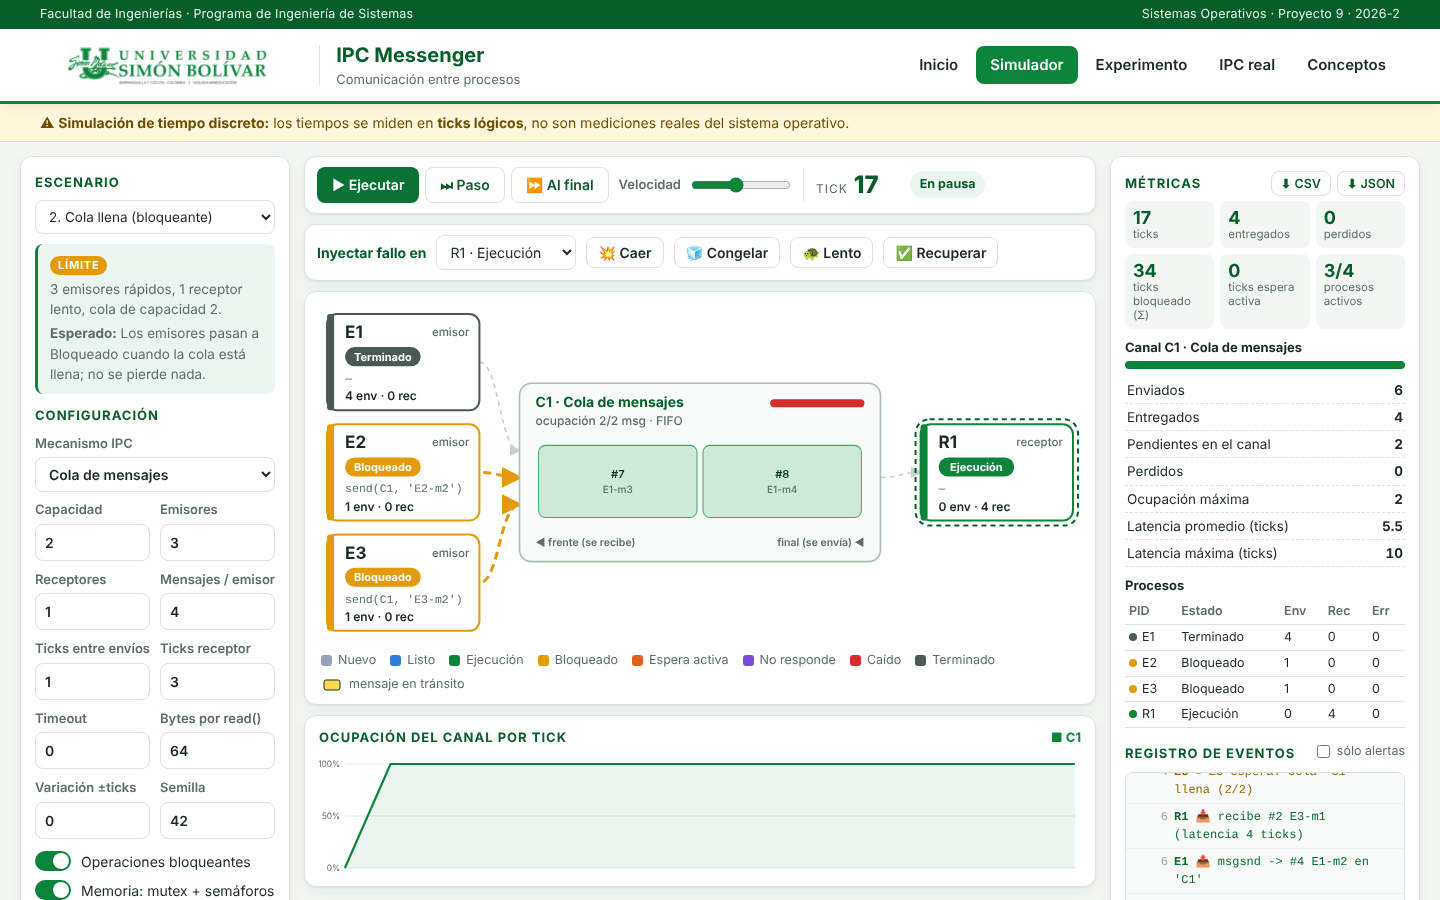 Facultad de Ingenierías · Programa de Ingeniería de Sistemas
Sistemas Operativos · Proyecto 9 · 2026-2
UNIVERSIDAD
SIMÓN BOLÍVAR
IPC Messenger
Comunicación entre procesos
Inicio
Simulador
Experimento
IPC real
Conceptos
⚠ Simulación de tiempo discreto: los tiempos se miden en ticks lógicos, no son mediciones reales del sistema operativo.
ESCENARIO
2. Cola llena (bloqueante)
LÍMITE
3 emisores rápidos, 1 receptor
lento, cola de capacidad 2.
Esperado: Los emisores pasan a
Bloqueado cuando la cola está
llena; no se pierde nada.
CONFIGURACIÓN
Mecanismo IPC
Cola de mensajes
Capacidad Emisores
2 3
Receptores Mensajes / emisor
1 4
Ticks entre envíos Ticks receptor
1 3
Timeout Bytes por read()
0 64
Variación ±ticks Semilla
0 42
Operaciones bloqueantes
Memoria: mutex + semáforos
▶ Ejecutar
⏭ Paso
⏩ Al final
Velocidad
TICK 17
En pausa
Inyectar fallo en
R1 · Ejecución
💥 Caer
🧊 Congelar
🐢 Lento
✅ Recuperar
E1 emisor
Terminado
—
4 env · 0 rec
E2 emisor
Bloqueado
send(C1, 'E2-m2')
1 env · 0 rec
E3 emisor
Bloqueado
send(C1, 'E3-m2')
1 env · 0 rec
C1 · Cola de mensajes
ocupación 2/2 msg · FIFO
#7
E1-m3
#8
E1-m4
◀ frente (se recibe)
final (se envía) ◀
R1 receptor
Ejecución
—
0 env · 4 rec
Nuevo Listo Ejecución Bloqueado Espera activa No responde Caído Terminado
mensaje en tránsito
OCUPACIÓN DEL CANAL POR TICK
■ C1
100%
50%
0%
MÉTRICAS
⬇ CSV
⬇ JSON
17
ticks
4
entregados
0
perdidos
34
ticks
bloqueado
(Σ)
0
ticks espera
activa
3/4
procesos
activos
Canal C1 · Cola de mensajes
Enviados 6
Entregados 4
Pendientes en el canal 2
Perdidos 0
Ocupación máxima 2
Latencia promedio (ticks) 5.5
Latencia máxima (ticks) 10
Procesos
PID Estado Env Rec Err
E1 Terminado 4 0 0
E2 Bloqueado 1 0 0
E3 Bloqueado 1 0 0
R1 Ejecución 0 4 0
REGISTRO DE EVENTOS
sólo alertas
llena (2/2)
6 R1 📥 recibe #2 E3-m1
(latencia 4 ticks)
6 E1 📤 msgsnd -> #4 E1-m2 en
'C1'